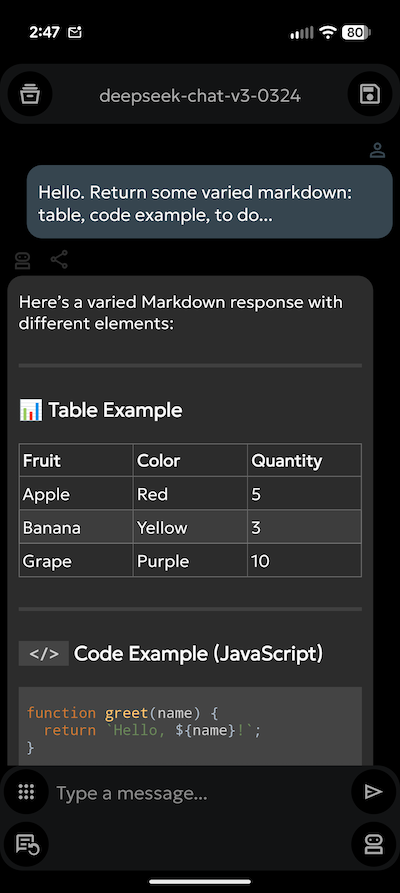 2:47 80
deepseek-chat-v3-0324
Hello. Return some varied markdown:
table, code example, to do...
Here’s a varied Markdown response with
different elements:
📊 Table Example
Fruit Color Quantity
Apple Red 5
Banana Yellow 3
Grape Purple 10
</> Code Example (JavaScript)
function greet(name) {
  return `Hello, ${name}!`;
}
Type a message...